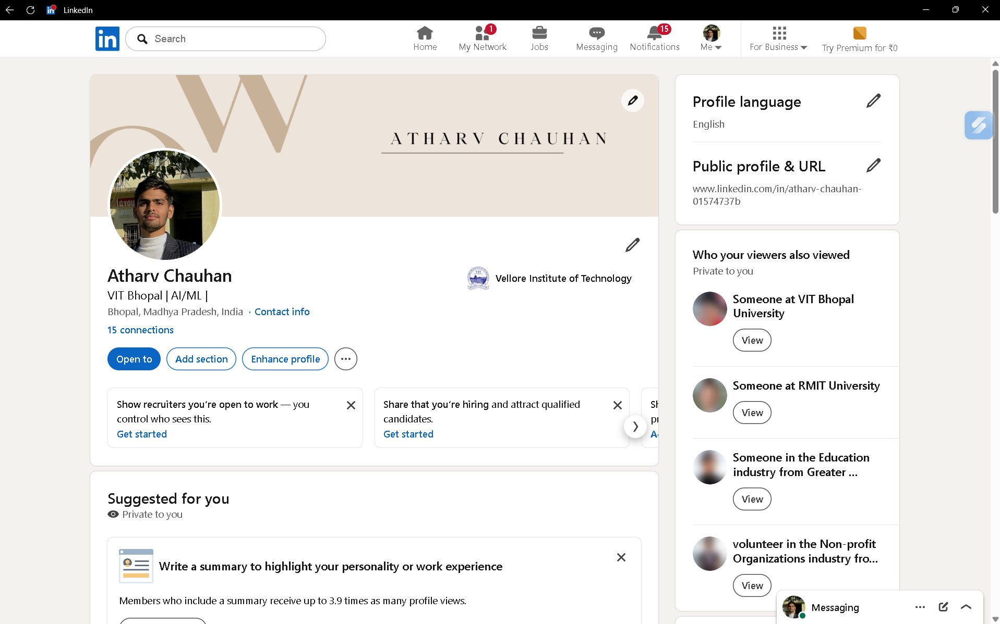 LinkedIn
in
Search
1
15
Home
My Network
Jobs
Messaging
Notifications
Me
For Business
Try Premium for ₹0
ATHARV CHAUHAN
Atharv Chauhan
VIT Bhopal | AI/ML |
Bhopal, Madhya Pradesh, India · Contact info
15 connections
Vellore Institute of Technology
Open to
Add section
Enhance profile
Show recruiters you're open to work — you
control who sees this.
Get started
Share that you're hiring and attract qualified
candidates.
Get started
Suggested for you
Private to you
Write a summary to highlight your personality or work experience
Members who include a summary receive up to 3.9 times as many profile views.
Profile language
English
Public profile & URL
www.linkedin.com/in/atharv-chauhan-
01574737b
Who your viewers also viewed
Private to you
Someone at VIT Bhopal
University
View
Someone at RMIT University
View
Someone in the Education
industry from Greater ...
View
volunteer in the Non-profit
Organizations industry fro...
View
Messaging